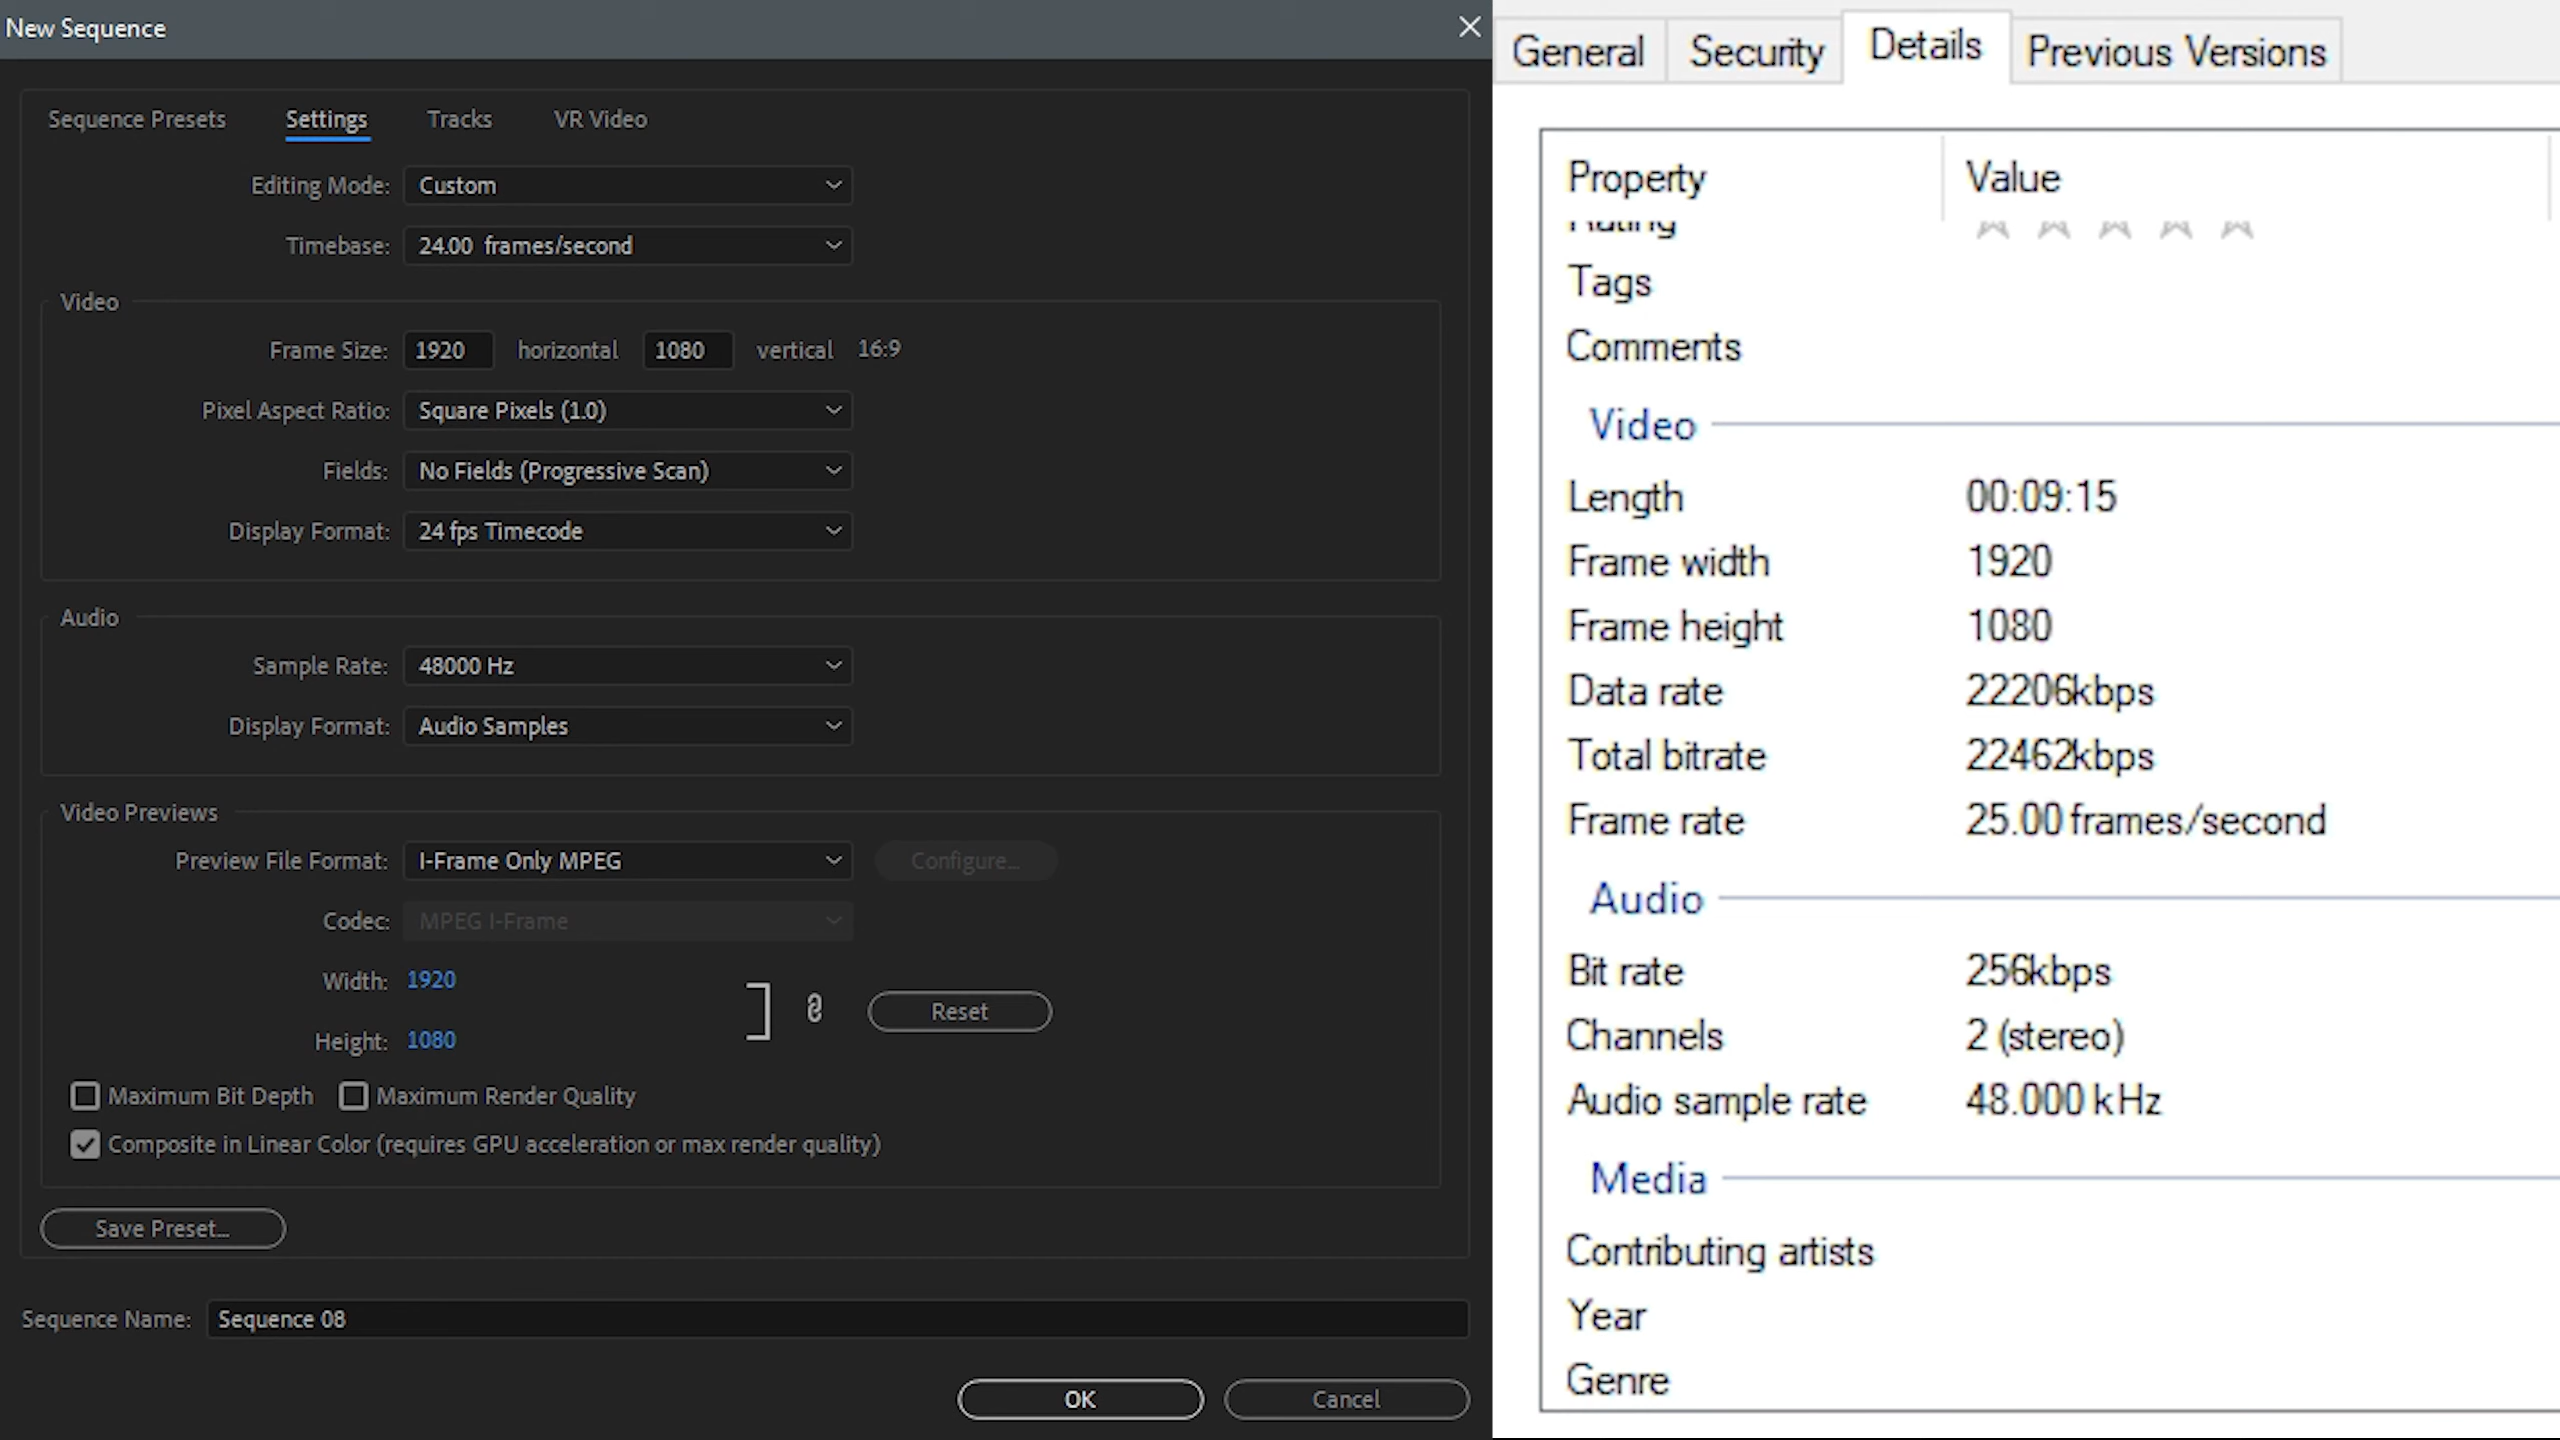 New Sequence
Sequence Presets Settings Tracks VR Video
Editing Mode: Custom
Timebase: 24.00 frames/second
Video
Frame Size: 1920 horizontal 1080 vertical 16:9
Pixel Aspect Ratio: Square Pixels (1.0)
Fields: No Fields (Progressive Scan)
Display Format: 24 fps Timecode
Audio
Sample Rate: 48000 Hz
Display Format: Audio Samples
Video Previews
Preview File Format: I-Frame Only MPEG Configure...
Codec: MPEG I-Frame
Width: 1920
Height: 1080
Reset
Maximum Bit Depth Maximum Render Quality
Composite in Linear Color (requires GPU acceleration or max render quality)
Save Preset...
Sequence Name: Sequence 08
OK Cancel
General Security Details Previous Versions
Property Value
Rating
Tags
Comments
Video
Length 00:09:15
Frame width 1920
Frame height 1080
Data rate 22206kbps
Total bitrate 22462kbps
Frame rate 25.00 frames/second
Audio
Bit rate 256kbps
Channels 2 (stereo)
Audio sample rate 48.000 kHz
Media
Contributing artists
Year
Genre